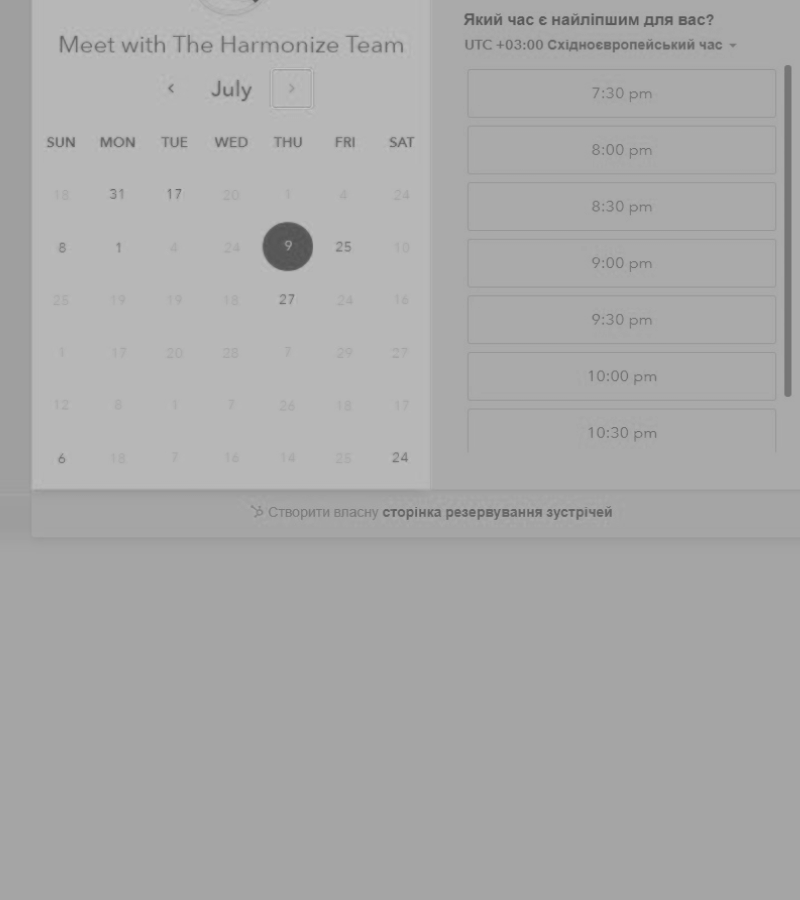 Meet with The Harmonize Team
July
SUN MON TUE WED THU FRI SAT
18 31 17 20 1 4 24
8 1 4 24 9 25 10
25 19 19 18 27 24 16
1 17 20 28 7 29 27
12 8 1 7 26 18 17
6 18 7 16 14 25 24
Який час є найліпшим для вас?
UTC +03:00 Східноєвропейський час
7:30 pm
8:00 pm
8:30 pm
9:00 pm
9:30 pm
10:00 pm
10:30 pm
Створити власну сторінка резервування зустрічей